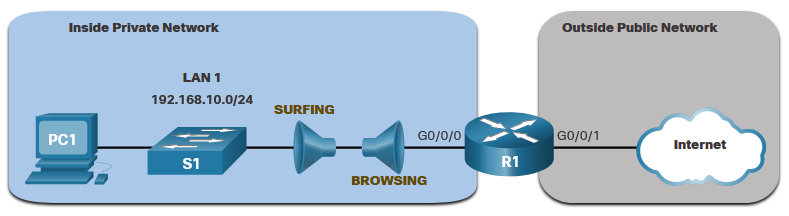 Inside Private Network
Outside Public Network
LAN 1
192.168.10.0/24
SURFING
PC1
S1
BROWSING
G0/0/0
R1
G0/0/1
Internet